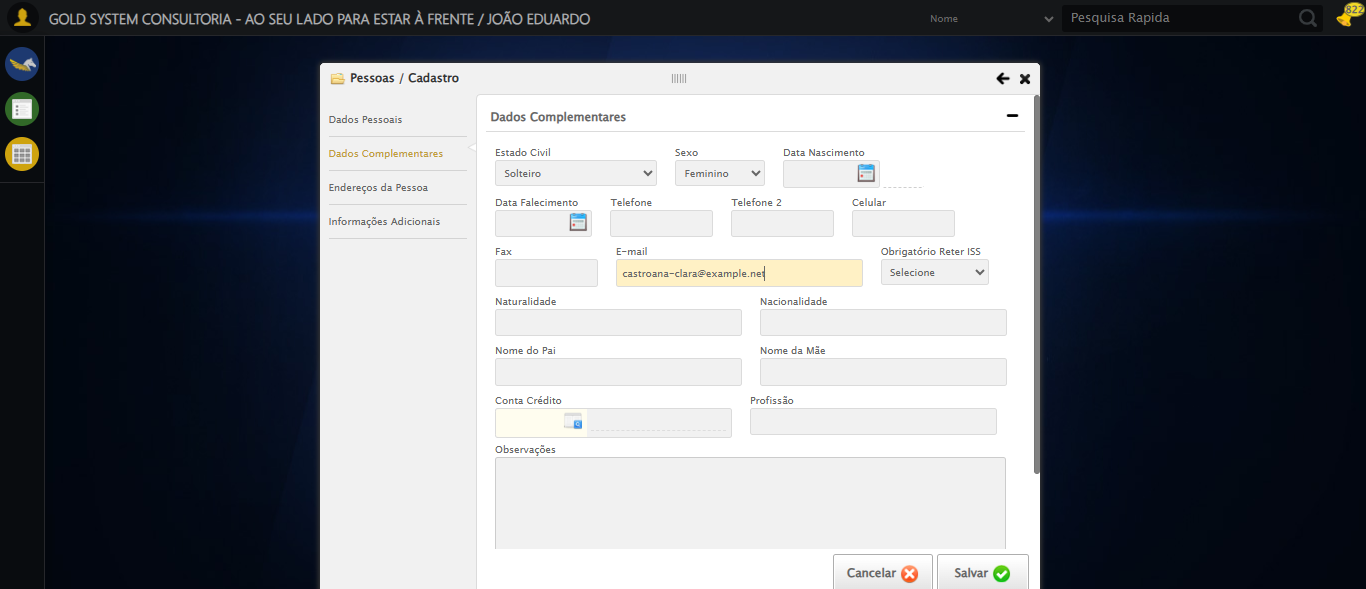 GOLD SYSTEM CONSULTORIA - AO SEU LADO PARA ESTAR À FRENTE / JOÃO EDUARDO
Nome
Pesquisa Rapida
822
Pessoas / Cadastro
Dados Pessoais
Dados Complementares
Endereços da Pessoa
Informações Adicionais
Dados Complementares
Estado Civil Sexo Data Nascimento
Solteiro Feminino
Data Falecimento Telefone Telefone 2 Celular
Fax E-mail Obrigatório Reter ISS
castroana-clara@example.net Selecione
Naturalidade Nacionalidade
Nome do Pai Nome da Mãe
Conta Crédito Profissão
Observações
Cancelar Salvar